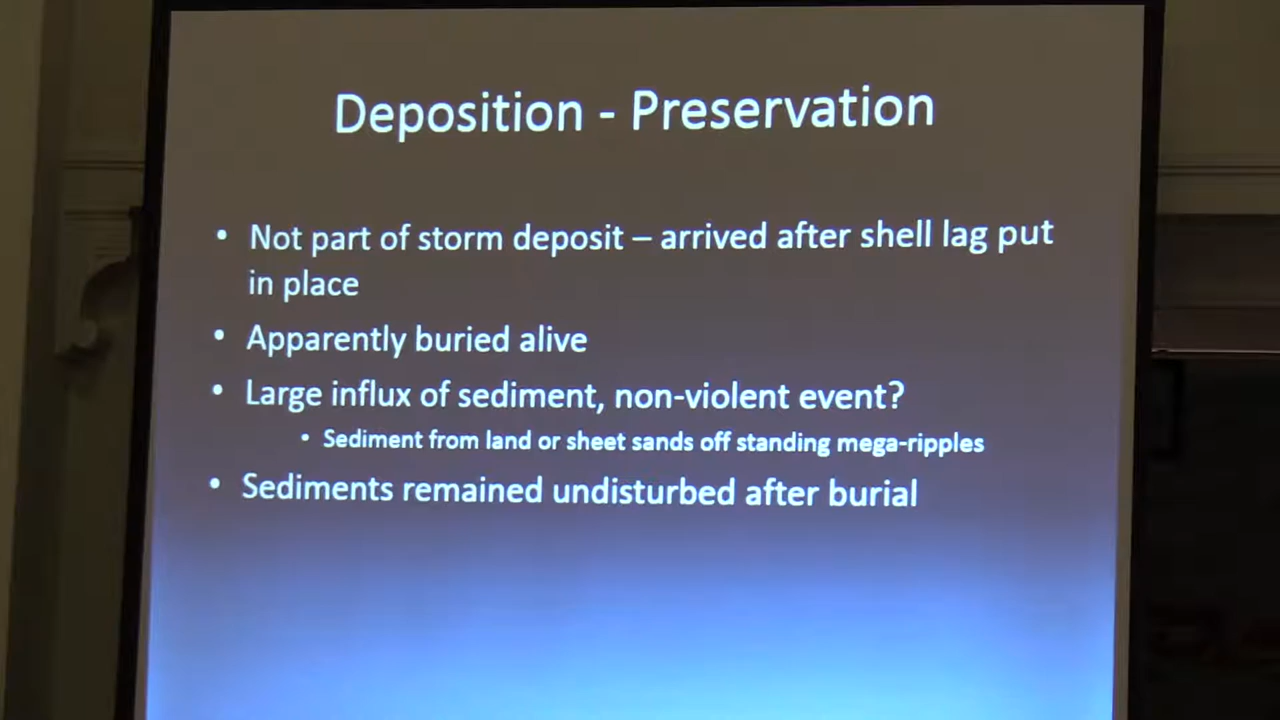 Deposition - Preservation
• Not part of storm deposit – arrived after shell lag put
in place
• Apparently buried alive
• Large influx of sediment, non-violent event?
• Sediment from land or sheet sands off standing mega-ripples
• Sediments remained undisturbed after burial